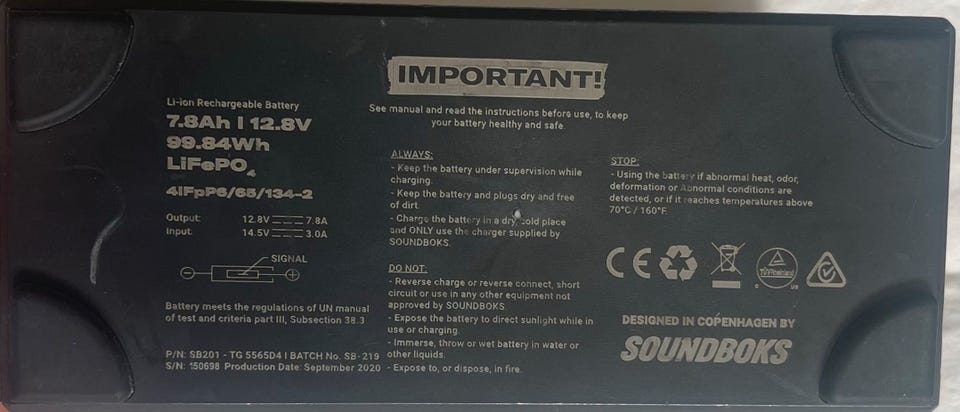 IMPORTANT!
See manual and read the instructions before use, to keep
your battery healthy and safe.
Li-ion Rechargeable Battery
7.8Ah | 12.8V
99.84Wh
LiFePO4
4IFpP6/65/134-2
Output: 12.8V 7.8A
Input: 14.5V 3.0A
SIGNAL
Battery meets the regulations of UN manual
of test and criteria part III, Subsection 38.3
P/N: SB201 - TG 5565D4 | BATCH No. SB-219
S/N: 150698 Production Date: September 2020
ALWAYS:
- Keep the battery under supervision while
charging.
- Keep the battery and plugs dry and free
of dirt.
- Charge the battery in a dry, cold place
and ONLY use the charger supplied by
SOUNDBOKS.
DO NOT:
- Reverse charge or reverse connect, short
circuit or use in any other equipment not
approved by SOUNDBOKS
- Expose the battery to direct sunlight while in
use or charging.
- Immerse, throw or wet battery in water or
other liquids.
- Expose to, or dispose, in fire.
STOP:
- Using the battery if abnormal heat, odor,
deformation or Abnormal conditions are
detected, or if it reaches temperatures above
70°C / 160°F.
CE
TÜVRheinland
C US
DESIGNED IN COPENHAGEN BY
SOUNDBOKS